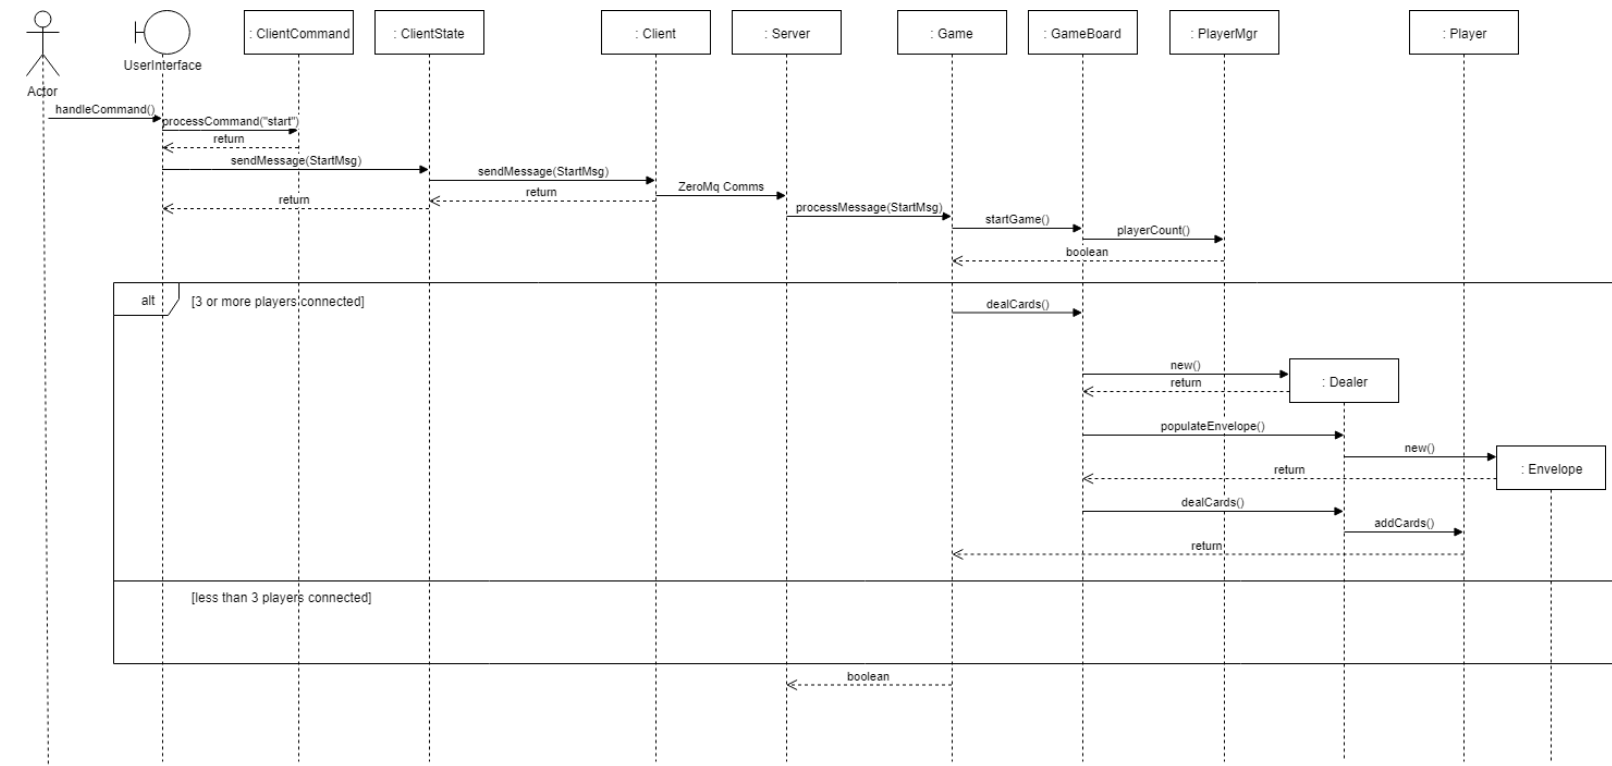 : ClientCommand
: ClientState
: Client
: Server
: Game
: GameBoard
: PlayerMgr
: Player
UserInterface
Actor
handleCommand()
processCommand("start")
return
sendMessage(StartMsg)
sendMessage(StartMsg)
ZeroMq Comms
return
return
processMessage(StartMsg)
startGame()
playerCount()
boolean
alt
[3 or more players connected]
dealCards()
new()
: Dealer
return
populateEnvelope()
new()
: Envelope
return
dealCards()
addCards()
return
[less than 3 players connected]
boolean